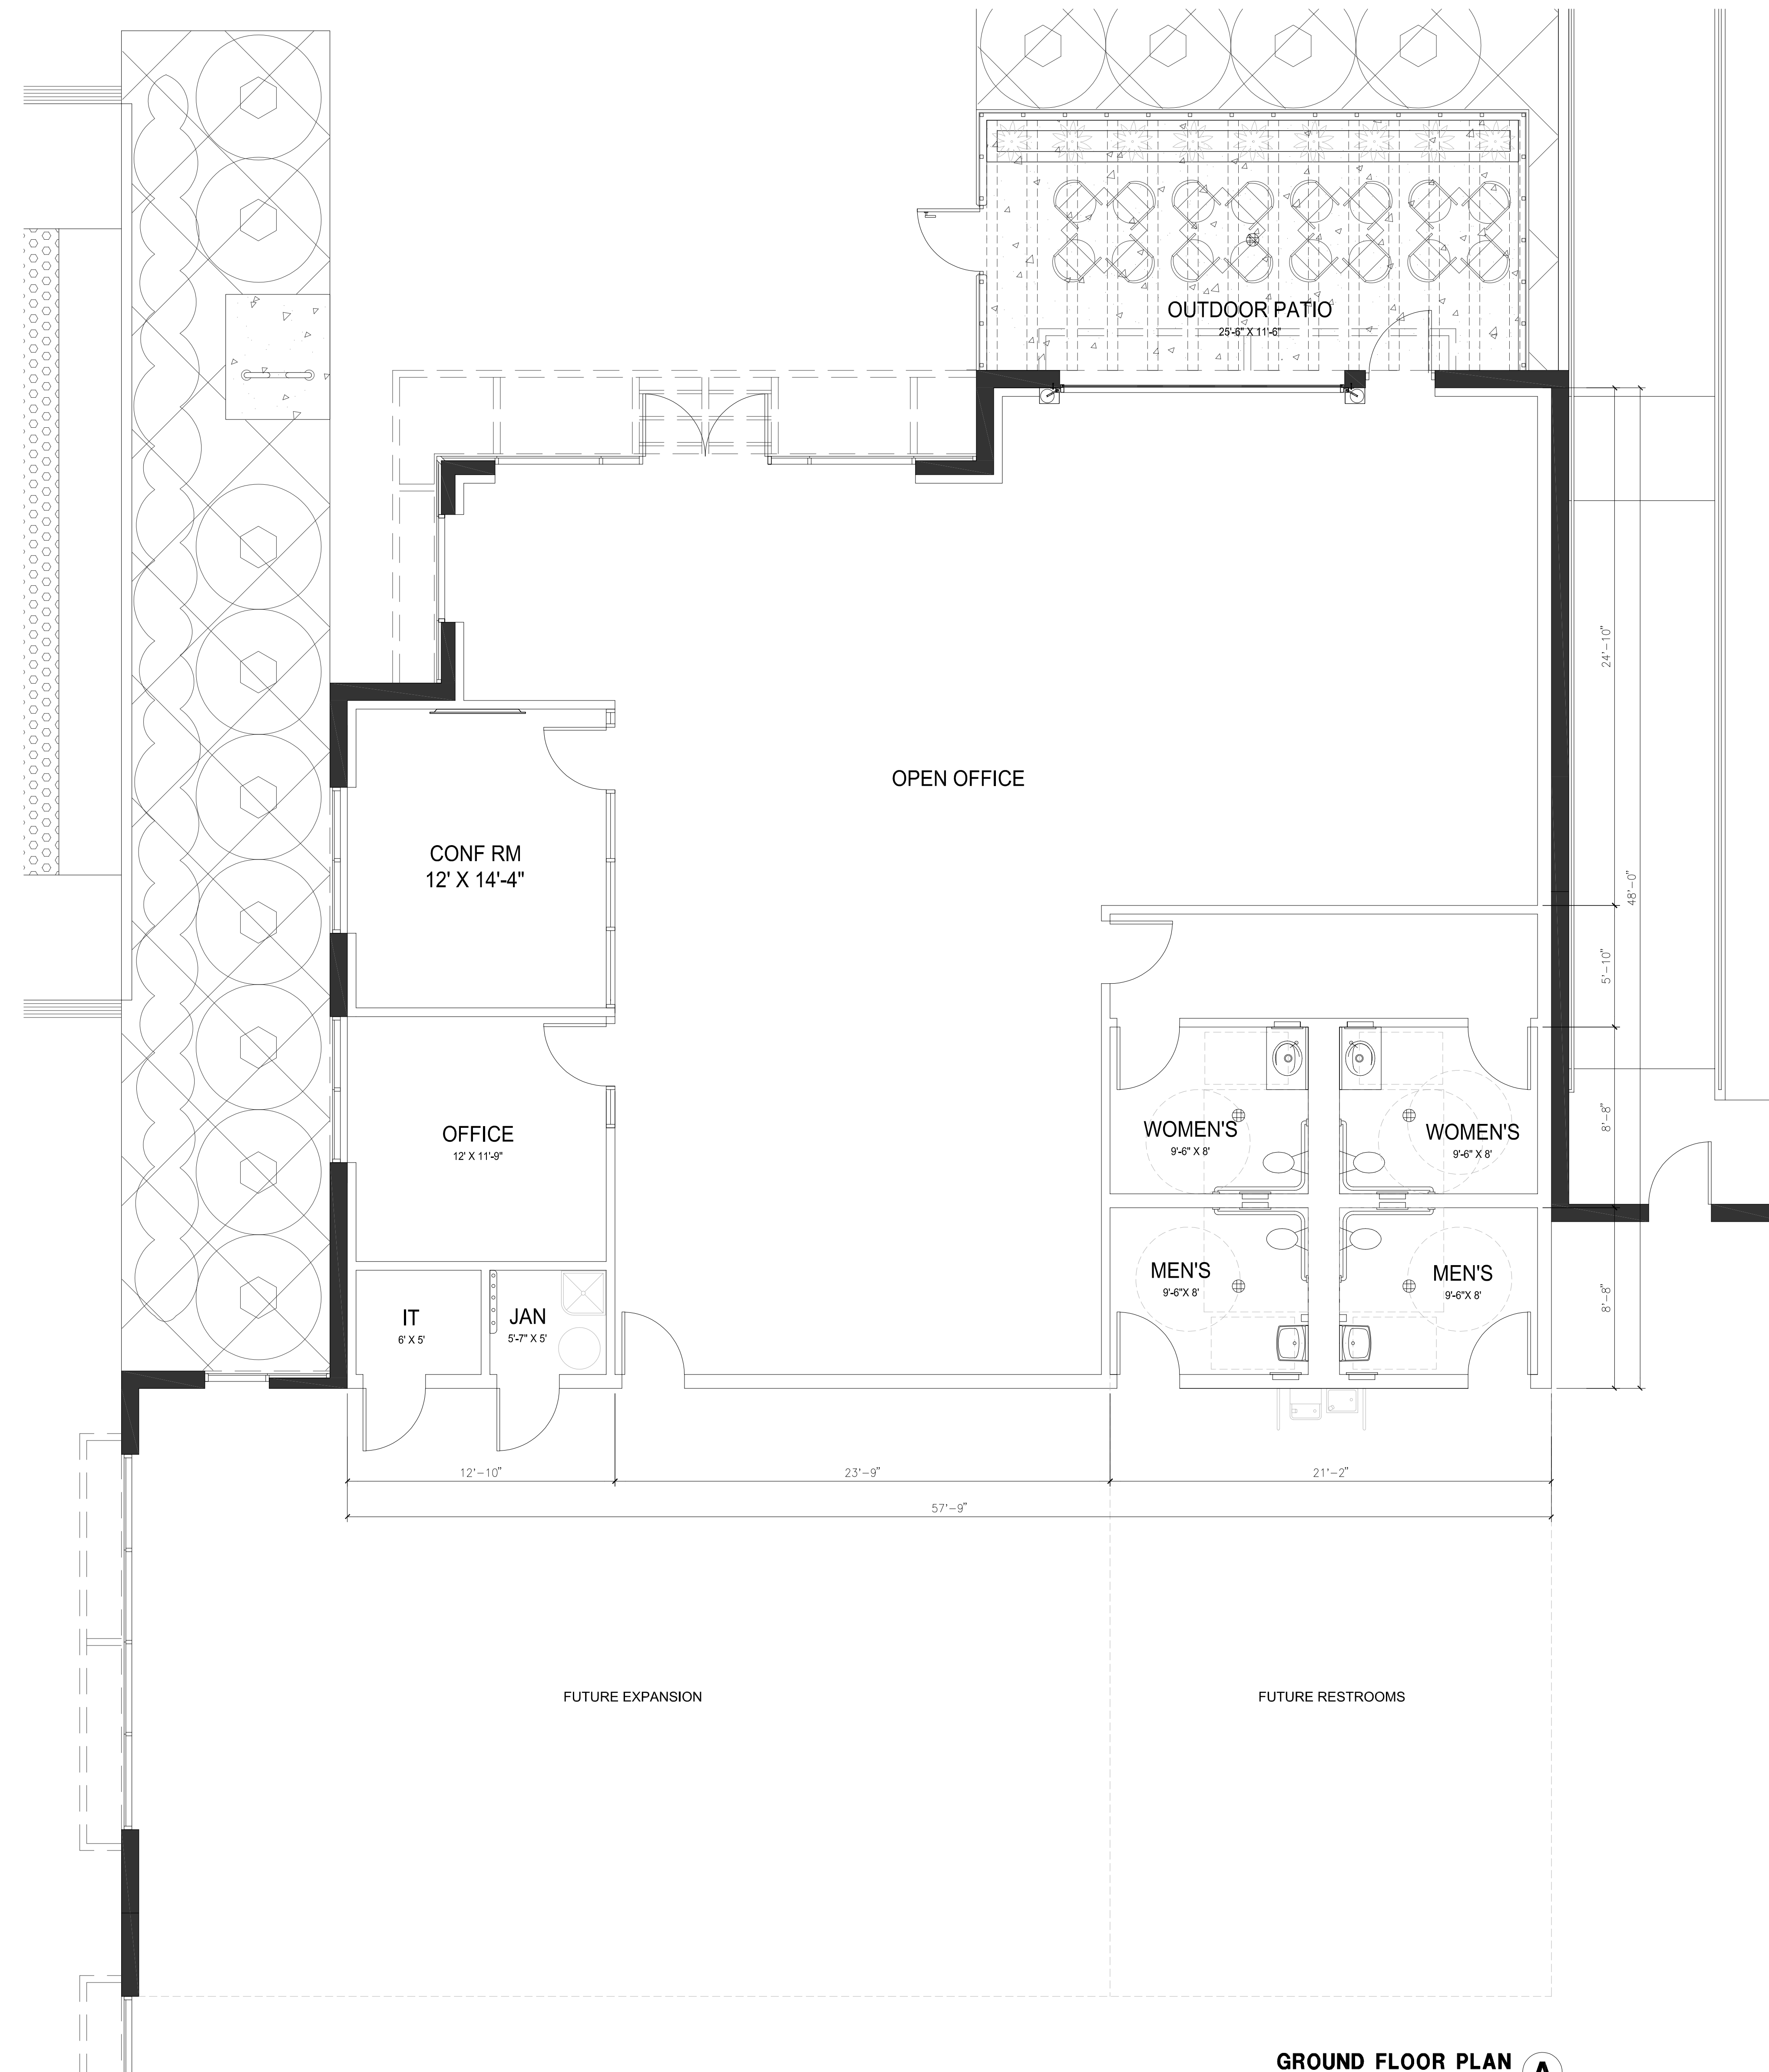 OUTDOOR PATIO
25'-6" X 11'-6"
24'-10"
OPEN OFFICE
CONF RM
12' X 14'-4"
48'-0"
5'-10"
8'-8"
OFFICE
12' X 11'-9"
WOMEN'S
9'-6" X 8'
WOMEN'S
9'-6" X 8'
MEN'S
9'-6"X 8'
MEN'S
9'-6"X 8'
8'-8"
IT
6' X 5'
JAN
5'-7" X 5'
12'-10"
23'-9"
21'-2"
57'-9"
FUTURE EXPANSION
FUTURE RESTROOMS
GROUND FLOOR PLAN
A